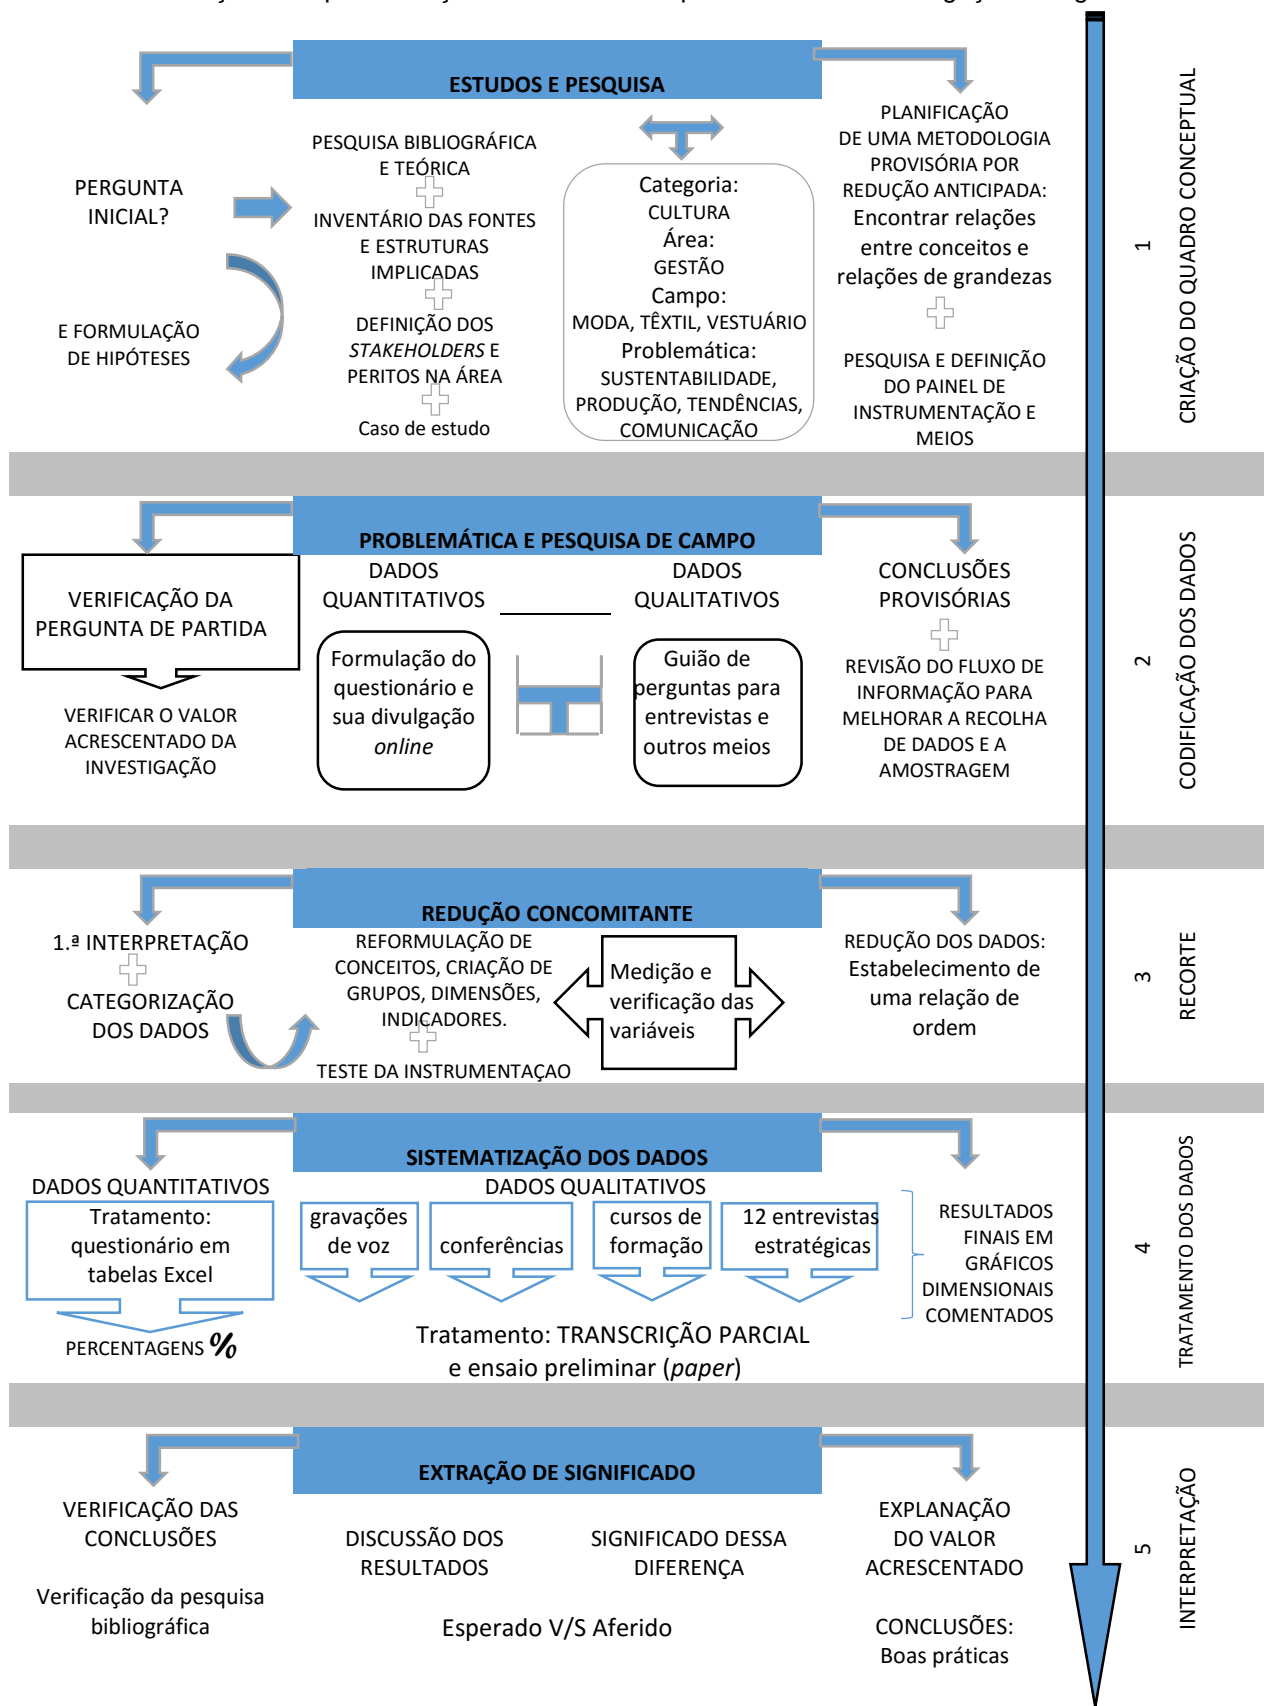 ESTUDOS E PESQUISA
PERGUNTA
INICIAL?
E FORMULAÇÃO
DE HIPÓTESES
PESQUISA BIBLIOGRÁFICA
E TEÓRICA
INVENTÁRIO DAS FONTES
E ESTRUTURAS
IMPLICADAS
DEFINIÇÃO DOS
STAKEHOLDERS E
PERITOS NA ÁREA
Caso de estudo
Categoria:
CULTURA
Área:
GESTÃO
Campo:
MODA, TÊXTIL, VESTUÁRIO
Problemática:
SUSTENTABILIDADE,
PRODUÇÃO, TENDÊNCIAS,
COMUNICAÇÃO
PLANIFICAÇÃO
DE UMA METODOLOGIA
PROVISÓRIA POR
REDUÇÃO ANTICIPADA:
Encontrar relações
entre conceitos e
relações de grandezas
PESQUISA E DEFINIÇÃO
DO PAINEL DE
INSTRUMENTAÇÃO E
MEIOS
1
CRIAÇÃO DO QUADRO CONCEPTUAL
PROBLEMÁTICA E PESQUISA DE CAMPO
VERIFICAÇÃO DA
PERGUNTA DE PARTIDA
VERIFICAR O VALOR
ACRESCENTADO DA
INVESTIGAÇÃO
DADOS
QUANTITATIVOS
Formulação do
questionário e
sua divulgação
online
DADOS
QUALITATIVOS
Guião de
perguntas para
entrevistas e
outros meios
CONCLUSÕES
PROVISÓRIAS
REVISÃO DO FLUXO DE
INFORMAÇÃO PARA
MELHORAR A RECOLHA
DE DADOS E A
AMOSTRAGEM
2
CODIFICAÇÃO DOS DADOS
REDUÇÃO CONCOMITANTE
1.ª INTERPRETAÇÃO
CATEGORIZAÇÃO
DOS DADOS
REFORMULAÇÃO DE
CONCEITOS, CRIAÇÃO DE
GRUPOS, DIMENSÕES,
INDICADORES.
TESTE DA INSTRUMENTAÇAO
Medição e
verificação das
variáveis
REDUÇÃO DOS DADOS:
Estabelecimento de
uma relação de
ordem
3
RECORTE
SISTEMATIZAÇÃO DOS DADOS
DADOS QUANTITATIVOS
Tratamento:
questionário em
tabelas Excel
PERCENTAGENS %
DADOS QUALITATIVOS
gravações
de voz
conferências
cursos de
formação
12 entrevistas
estratégicas
Tratamento: TRANSCRIÇÃO PARCIAL
e ensaio preliminar (paper)
RESULTADOS
FINAIS EM
GRÁFICOS
DIMENSIONAIS
COMENTADOS
4
TRATAMENTO DOS DADOS
EXTRAÇÃO DE SIGNIFICADO
VERIFICAÇÃO DAS
CONCLUSÕES
Verificação da pesquisa
bibliográfica
DISCUSSÃO DOS
RESULTADOS
SIGNIFICADO DESSA
DIFERENÇA
Esperado V/S Aferido
EXPLANAÇÃO
DO VALOR
ACRESCENTADO
CONCLUSÕES:
Boas práticas
5
INTERPRETAÇÃO